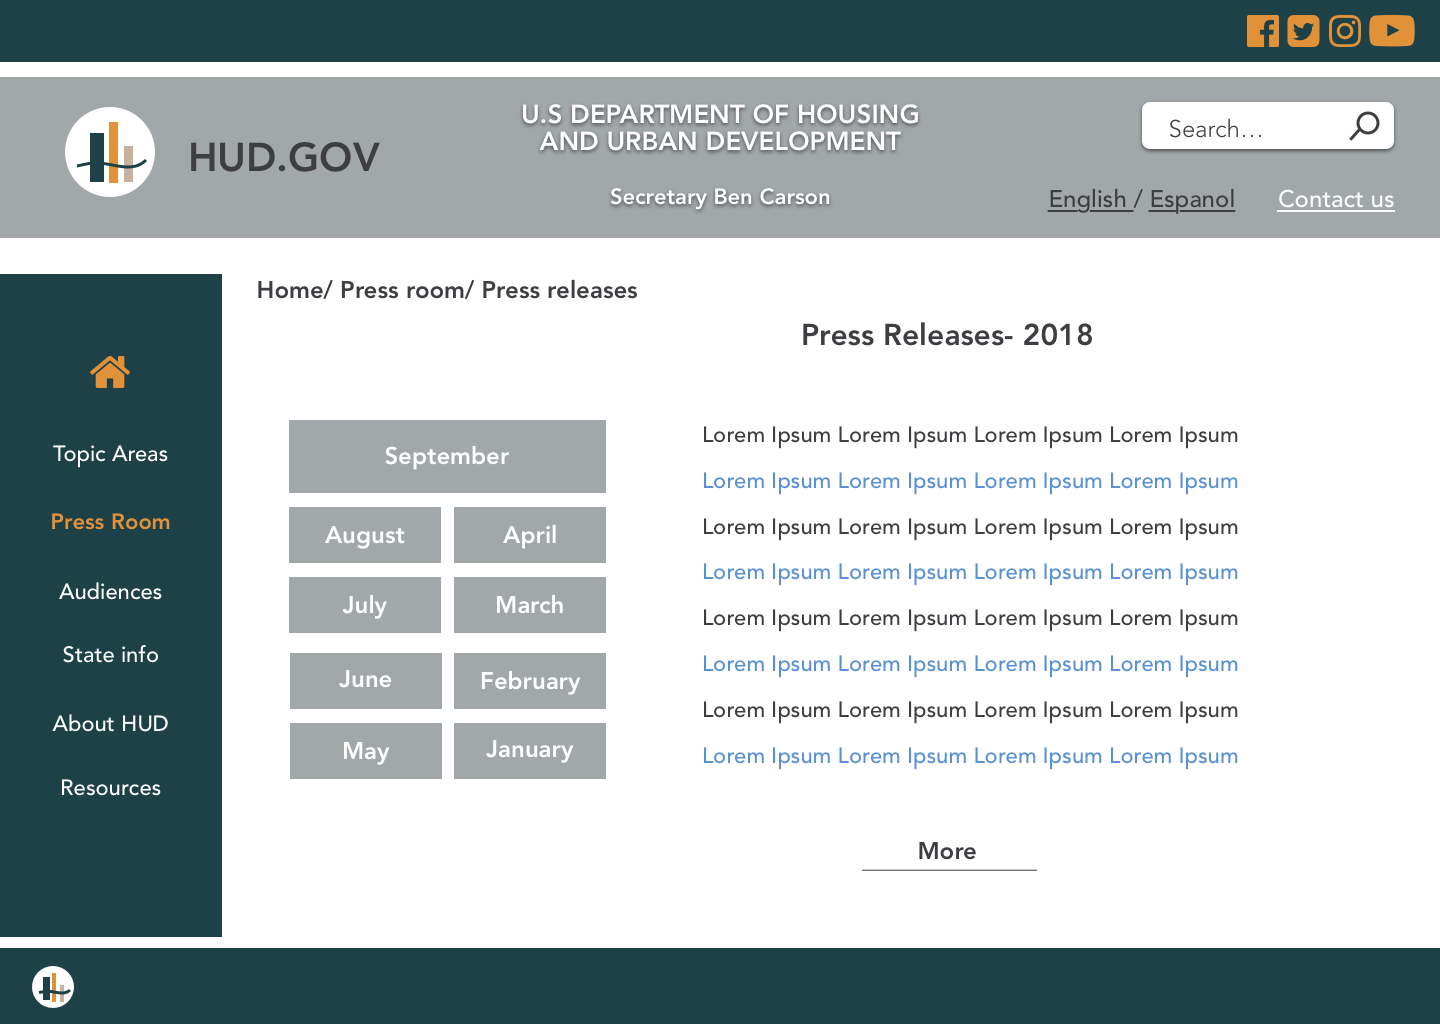 HUD.GOV
U.S DEPARTMENT OF HOUSING
AND URBAN DEVELOPMENT
Secretary Ben Carson
Search...
English / Espanol
Contact us
Home/ Press room/ Press releases
Press Releases- 2018
Topic Areas
Press Room
Audiences
State info
About HUD
Resources
September
August
April
July
March
June
February
May
January
Lorem Ipsum Lorem Ipsum Lorem Ipsum Lorem Ipsum
Lorem Ipsum Lorem Ipsum Lorem Ipsum Lorem Ipsum
Lorem Ipsum Lorem Ipsum Lorem Ipsum Lorem Ipsum
Lorem Ipsum Lorem Ipsum Lorem Ipsum Lorem Ipsum
Lorem Ipsum Lorem Ipsum Lorem Ipsum Lorem Ipsum
Lorem Ipsum Lorem Ipsum Lorem Ipsum Lorem Ipsum
Lorem Ipsum Lorem Ipsum Lorem Ipsum Lorem Ipsum
Lorem Ipsum Lorem Ipsum Lorem Ipsum Lorem Ipsum
More